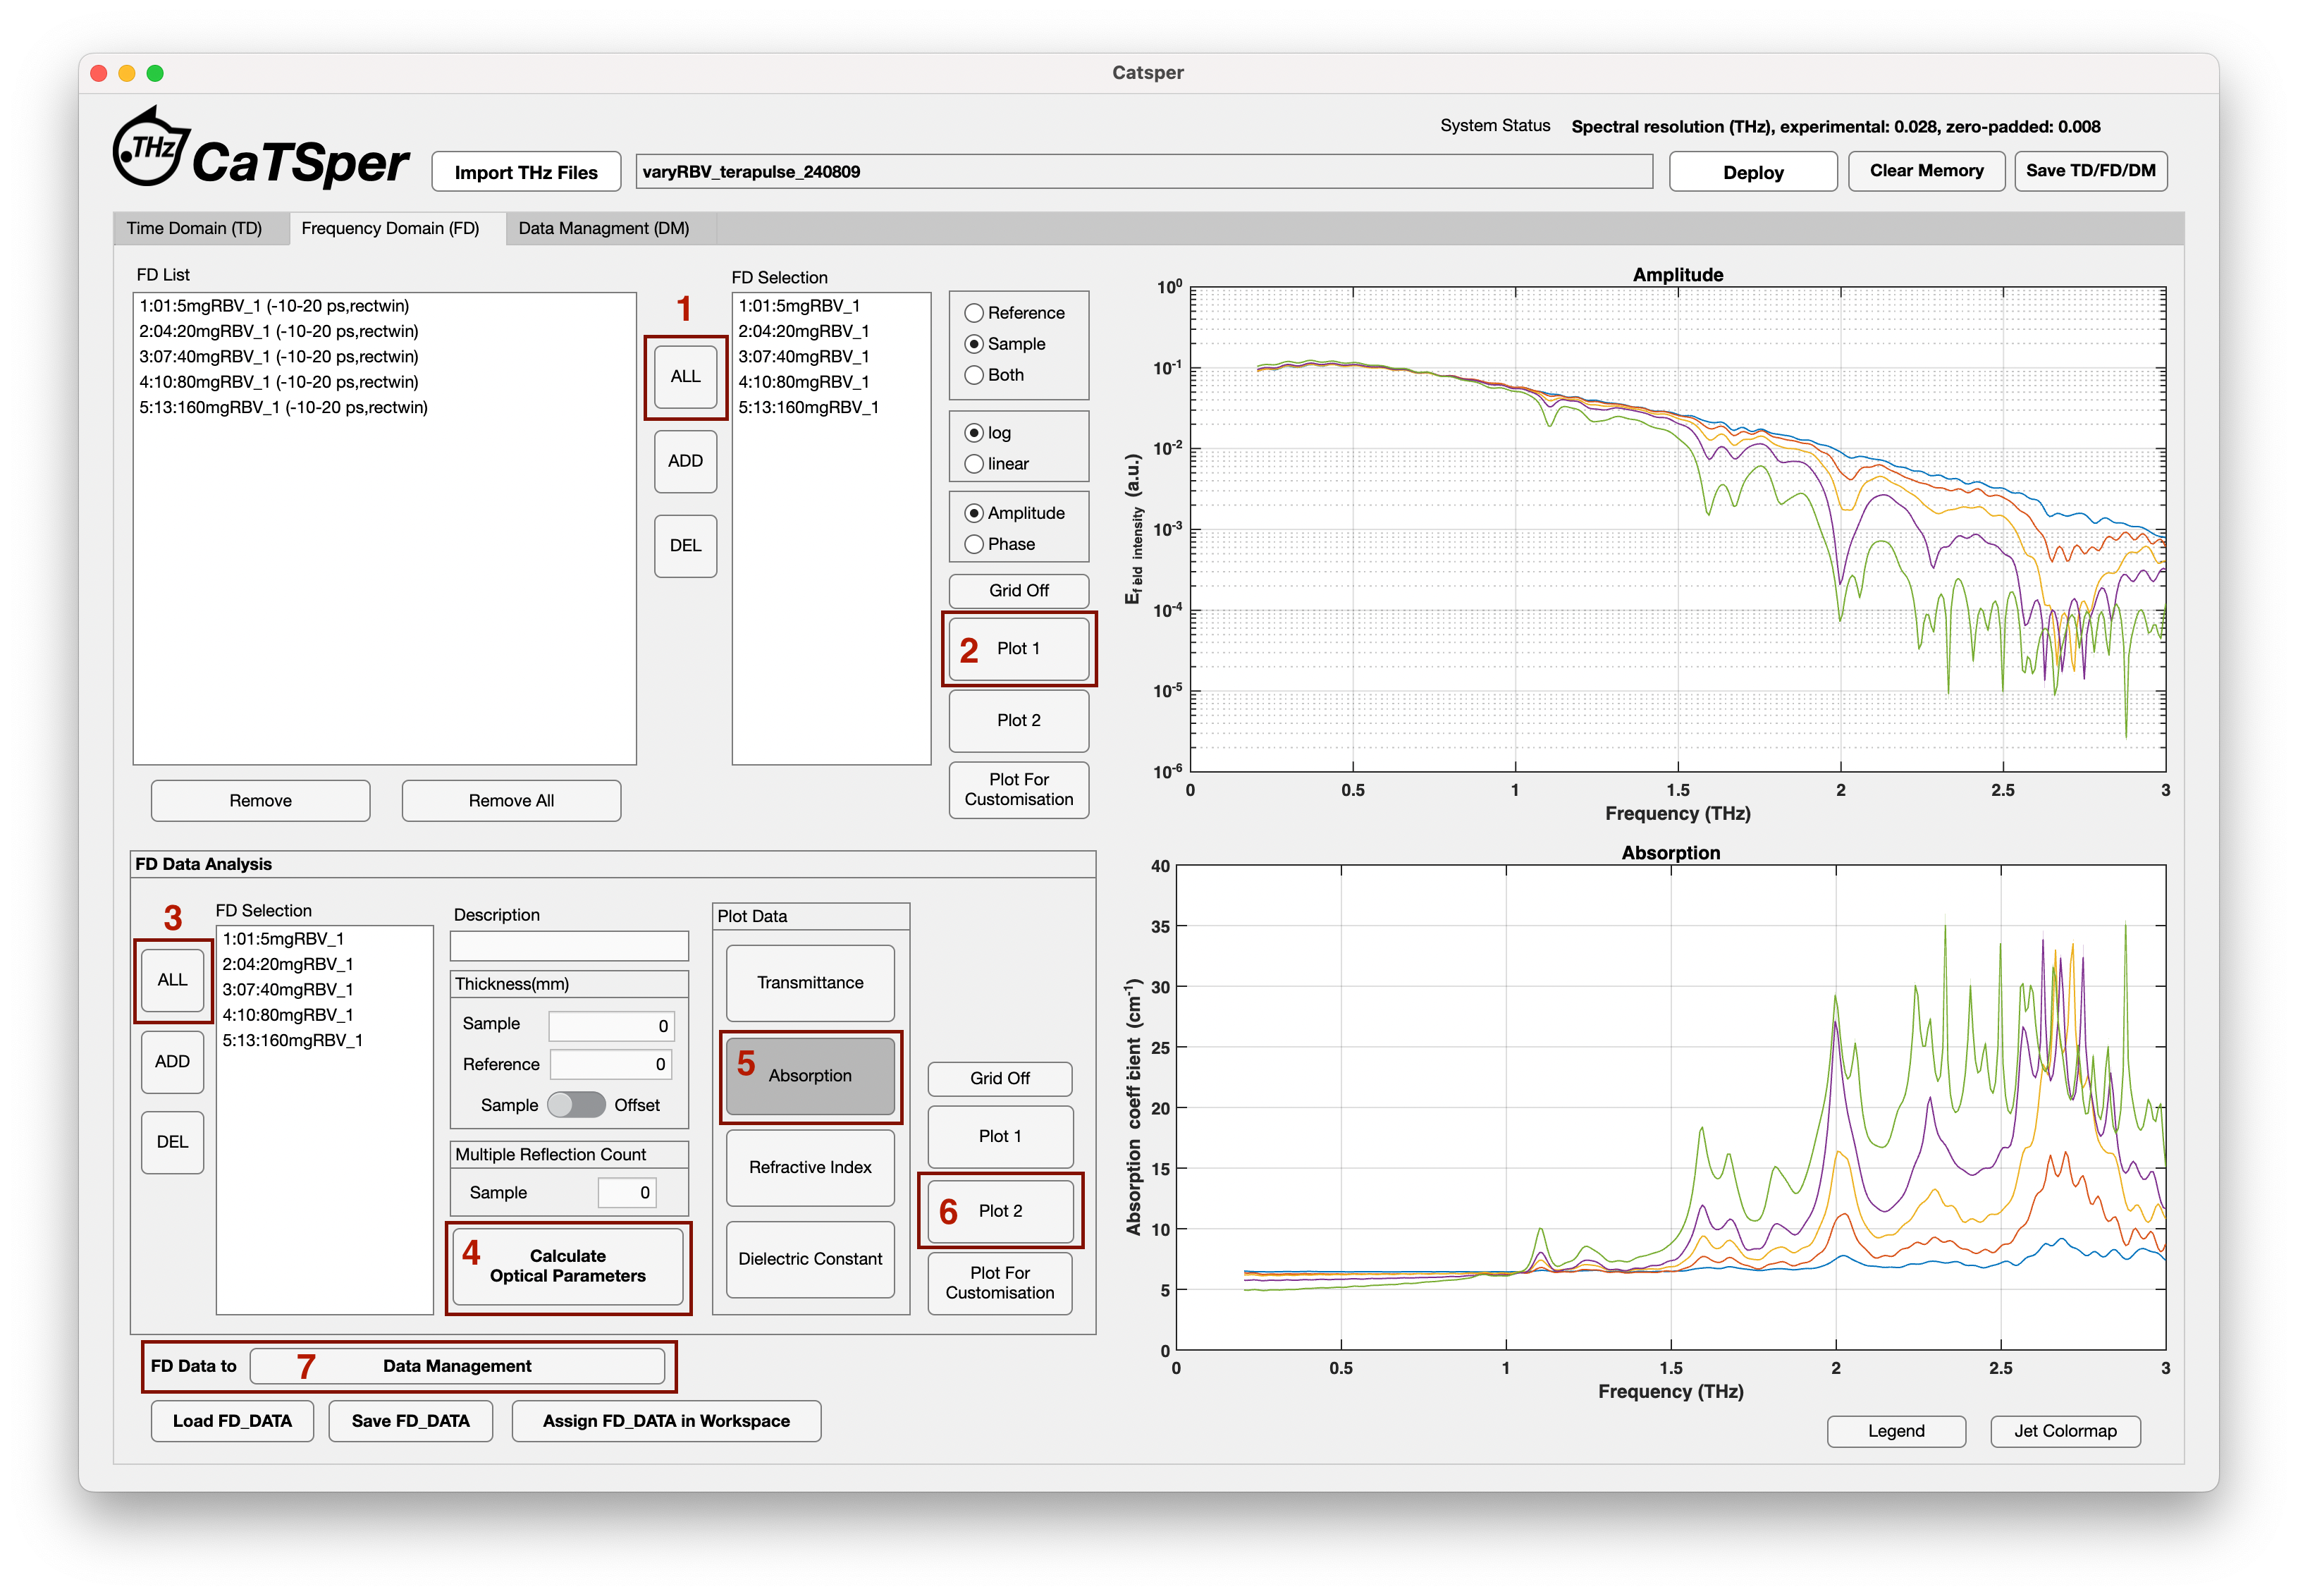 Catsper
THz CaTSper
Import THz Files
varyRBV_terapulse_240809
System Status Spectral resolution (THz), experimental: 0.028, zero-padded: 0.008
Deploy
Clear Memory
Save TD/FD/DM
Time Domain (TD)
Frequency Domain (FD)
Data Managment (DM)
FD List
1:01:5mgRBV_1 (-10-20 ps,rectwin)
2:04:20mgRBV_1 (-10-20 ps,rectwin)
3:07:40mgRBV_1 (-10-20 ps,rectwin)
4:10:80mgRBV_1 (-10-20 ps,rectwin)
5:13:160mgRBV_1 (-10-20 ps,rectwin)
Remove
Remove All
1
ALL
ADD
DEL
FD Selection
1:01:5mgRBV_1
2:04:20mgRBV_1
3:07:40mgRBV_1
4:10:80mgRBV_1
5:13:160mgRBV_1
Reference
Sample
Both
log
linear
Amplitude
Phase
Grid Off
2 Plot 1
Plot 2
Plot For
Customisation
Amplitude
10^0
10^-1
10^-2
10^-3
10^-4
10^-5
10^-6
E_field intensity (a.u.)
0 0.5 1 1.5 2 2.5 3
Frequency (THz)
FD Data Analysis
3
ALL
ADD
DEL
FD Selection
1:01:5mgRBV_1
2:04:20mgRBV_1
3:07:40mgRBV_1
4:10:80mgRBV_1
5:13:160mgRBV_1
Description
Thickness(mm)
Sample 0
Reference 0
Sample Offset
Multiple Reflection Count
Sample 0
4 Calculate
Optical Parameters
Plot Data
Transmittance
5 Absorption
Refractive Index
Dielectric Constant
Grid Off
Plot 1
6 Plot 2
Plot For
Customisation
Absorption
40
35
30
25
20
15
10
5
0
Absorption coefficient (cm^-1)
0 0.5 1 1.5 2 2.5 3
Frequency (THz)
FD Data to 7 Data Management
Load FD_DATA
Save FD_DATA
Assign FD_DATA in Workspace
Legend
Jet Colormap